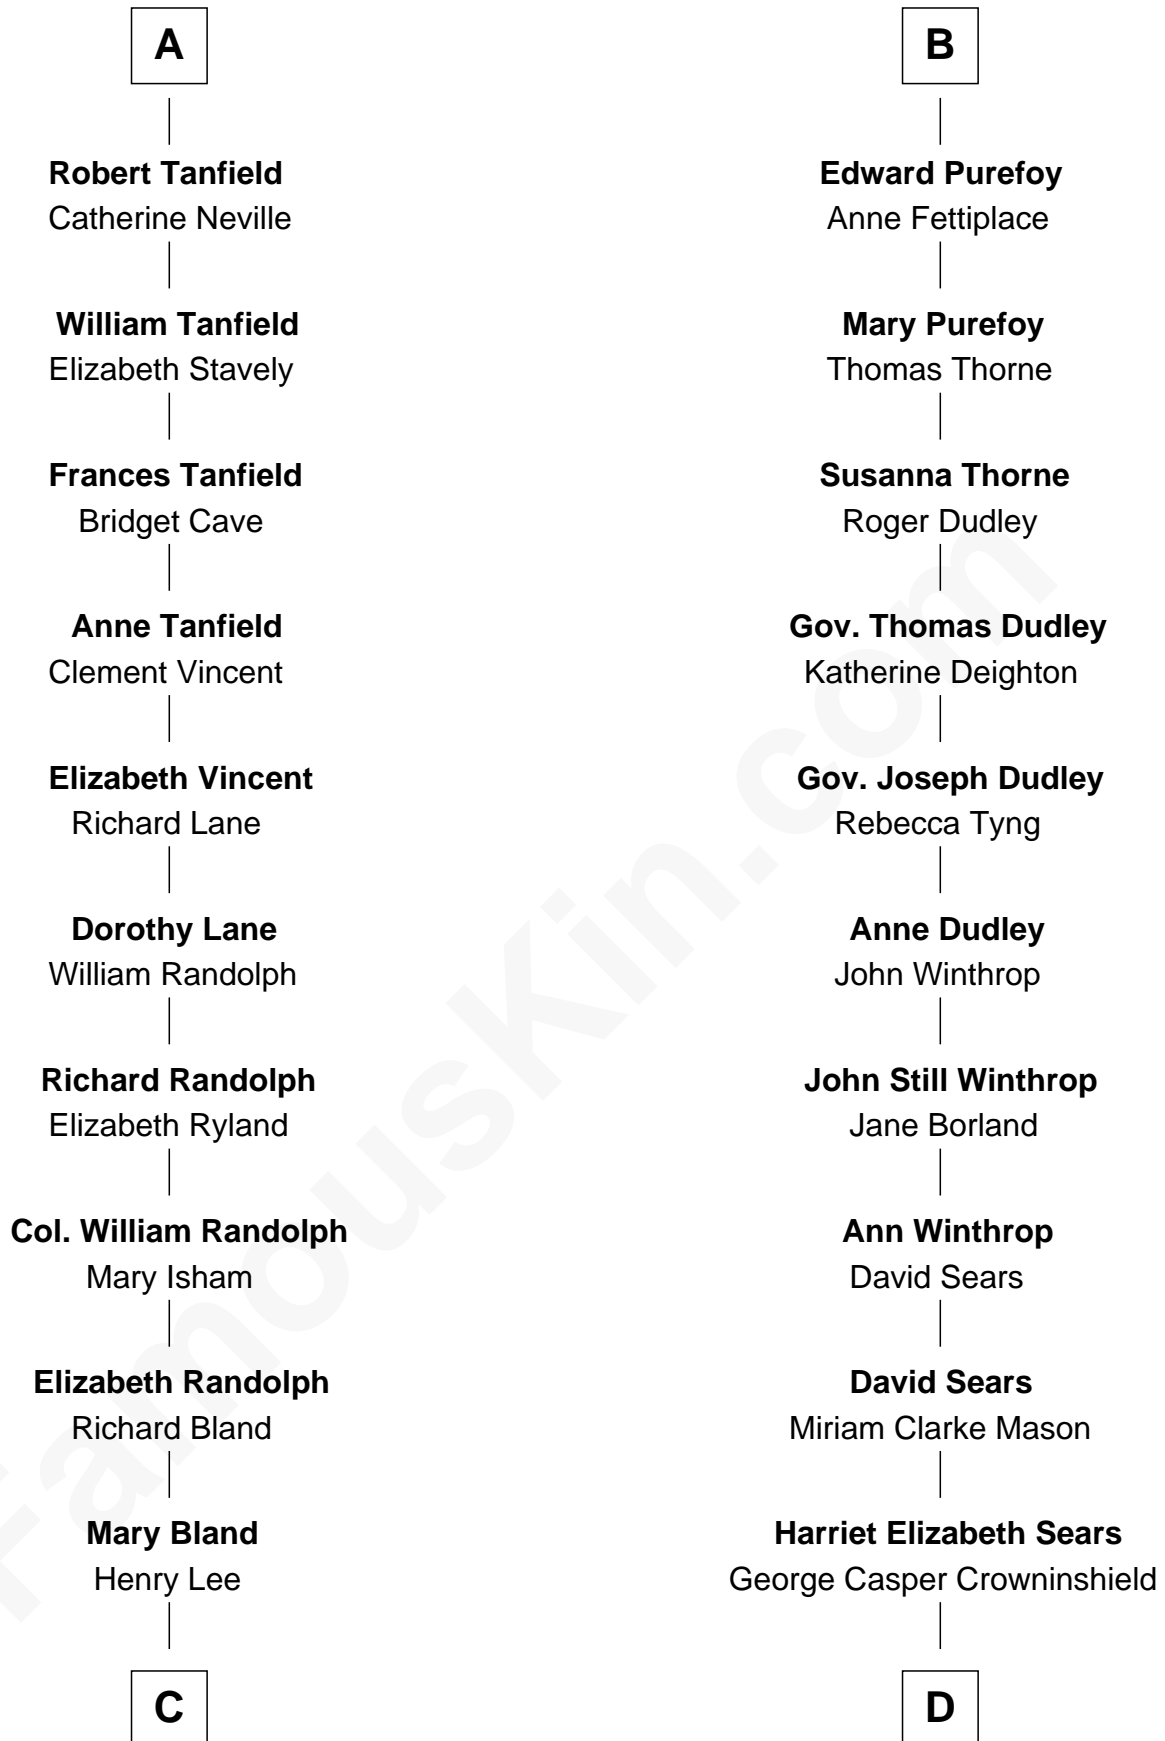 A
Robert Tanfield
Catherine Neville
William Tanfield
Elizabeth Stavely
Frances Tanfield
Bridget Cave
Anne Tanfield
Clement Vincent
Elizabeth Vincent
Richard Lane
Dorothy Lane
William Randolph
Richard Randolph
Elizabeth Ryland
Col. William Randolph
Mary Isham
Elizabeth Randolph
Richard Bland
Mary Bland
Henry Lee
C
B
Edward Purefoy
Anne Fettiplace
Mary Purefoy
Thomas Thorne
Susanna Thorne
Roger Dudley
Gov. Thomas Dudley
Katherine Deighton
Gov. Joseph Dudley
Rebecca Tyng
Anne Dudley
John Winthrop
John Still Winthrop
Jane Borland
Ann Winthrop
David Sears
David Sears
Miriam Clarke Mason
Harriet Elizabeth Sears
George Casper Crowninshield
D
FamousKin.com